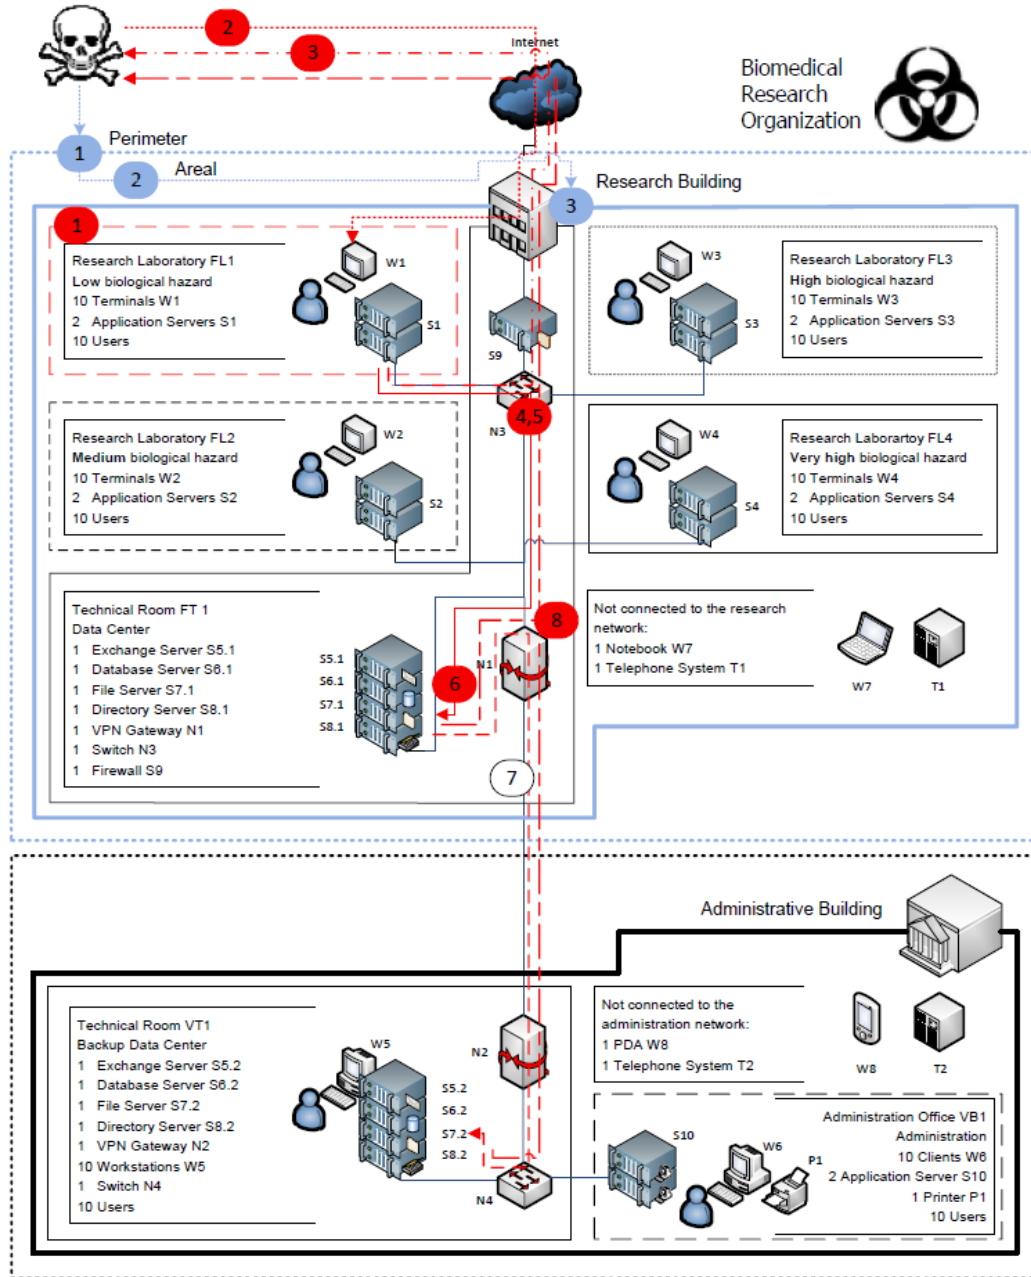 2
3
Internet
Biomedical
Research
Organization
1
Perimeter
2
Areal
Research Building
3
1
Research Laboratory FL1
Low biological hazard
10 Terminals W1
2 Application Servers S1
10 Users
W1
S1
S9
W3
S3
Research Laboratory FL3
High biological hazard
10 Terminals W3
2 Application Servers S3
10 Users
4,5
N3
Research Laboratory FL2
Medium biological hazard
10 Terminals W2
2 Application Servers S2
10 Users
W2
S2
W4
S4
Research Laborartoy FL4
Very high biological hazard
10 Terminals W4
2 Application Servers S4
10 Users
Technical Room FT 1
Data Center
1 Exchange Server S5.1
1 Database Server S6.1
1 File Server S7.1
1 Directory Server S8.1
1 VPN Gateway N1
1 Switch N3
1 Firewall S9
S5.1
S6.1
S7.1
S8.1
6
8
N1
7
Not connected to the research
network:
1 Notebook W7
1 Telephone System T1
W7
T1
Administrative Building
Technical Room VT1
Backup Data Center
1 Exchange Server S5.2
1 Database Server S6.2
1 File Server S7.2
1 Directory Server S8.2
1 VPN Gateway N2
10 Workstations W5
1 Switch N4
10 Users
W5
S5.2
S6.2
S7.2
S8.2
N2
N4
Not connected to the
administration network:
1 PDA W8
1 Telephone System T2
W8
T2
S10
W6
P1
Administration Office VB1
Administration
10 Clients W6
2 Application Server S10
1 Printer P1
10 Users